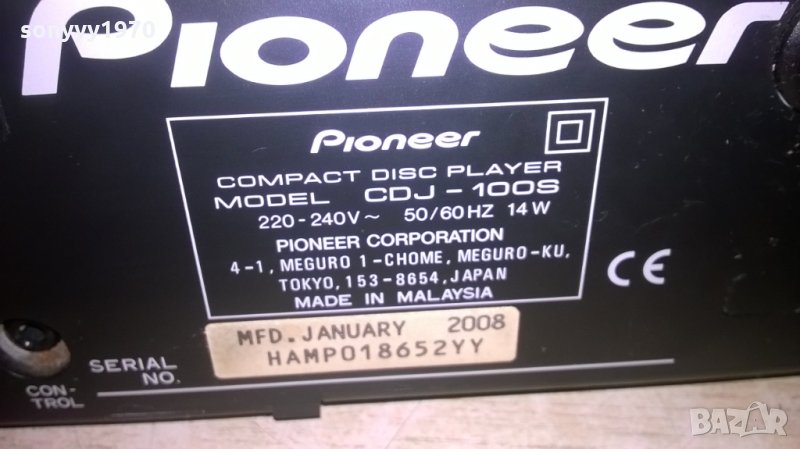 sonyvv1970
Pioneer
Pioneer
COMPACT DISC PLAYER
MODEL CDJ-100S
220-240V~ 50/60HZ 14W
PIONEER CORPORATION
4-1, MEGURO 1-CHOME, MEGURO-KU,
TOKYO, 153-8654, JAPAN
MADE IN MALAYSIA
CE
MFD. JANUARY 2008
SERIAL NO.
HAMP018652YY
CON-
TROL
BAZAR